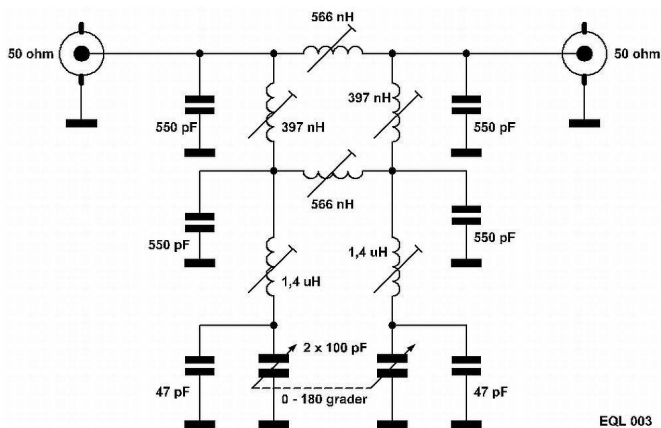 566 nH
50 ohm
50 ohm
397 nH
550 pF
397 nH
550 pF
566 nH
550 pF
550 pF
1,4 uH
1,4 uH
2 x 100 pF
47 pF
47 pF
0 - 180 grader
EQL 003